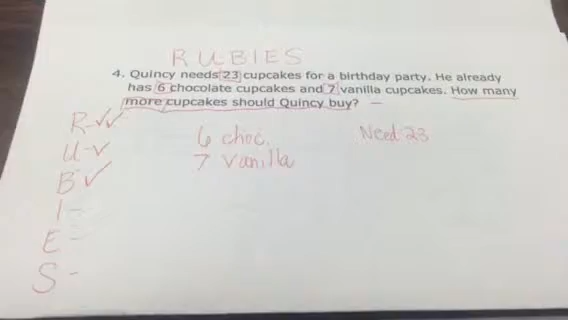 RUBIES
4. Quincy needs 23 cupcakes for a birthday party. He already
has 6 chocolate cupcakes and 7 vanilla cupcakes. How many
more cupcakes should Quincy buy?
R-✓✓
6 choc.
Need 23
U-✓
7 vanilla
B ✓
I -
E -
S -